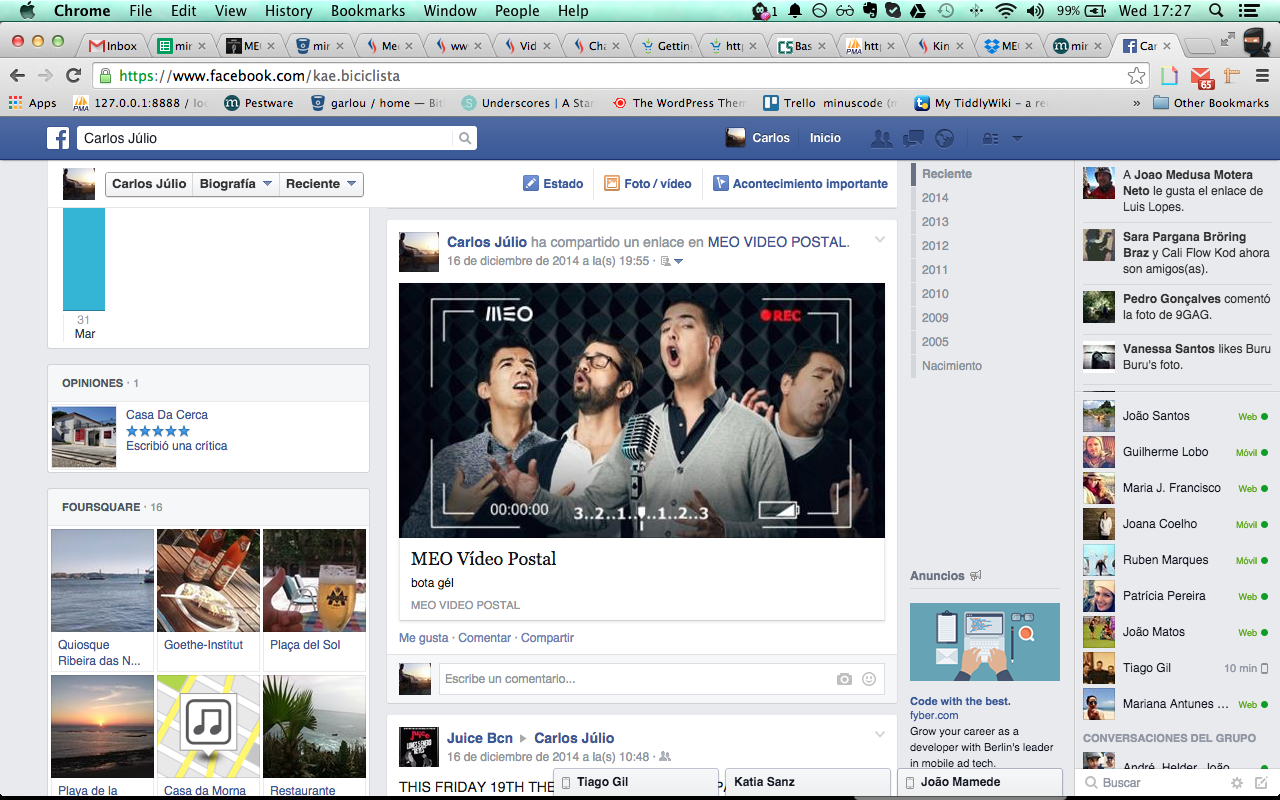 Chrome File Edit View History Bookmarks Window People Help
1 99% Wed 17:27
Inbox mir ME mir Me ww Vid Cha Gettin http Bas http Kin ME mir Car
https://www.facebook.com/kae.biciclista
65
Apps 127.0.0.1:8888 / lo Pestware garlou / home — Bit Underscores | A Star The WordPress Them Trello minuscode (m My TiddlyWiki – a re » Other Bookmarks
Carlos Júlio
Carlos Inicio
Carlos Júlio Biografía Reciente
Estado Foto / vídeo Acontecimiento importante
31
Mar
OPINIONES · 1
Casa Da Cerca
Escribió una crítica
FOURSQUARE · 16
Quiosque
Ribeira das N...
Goethe-Institut
Plaça del Sol
Playa de la
Casa da Morna
Restaurante
Carlos Júlio ha compartido un enlace en MEO VIDEO POSTAL.
16 de diciembre de 2014 a la(s) 19:55 ·
MEO
REC
00:00:00
3..2..1..1..2..3
MEO Vídeo Postal
bota gél
MEO VIDEO POSTAL
Me gusta · Comentar · Compartir
Escribe un comentario...
Juice Bcn Carlos Júlio
16 de diciembre de 2014 a la(s) 10:48 ·
THIS FRIDAY 19TH THE
Reciente
2014
2013
2012
2011
2010
2009
2005
Nacimiento
Anuncios
Code with the best.
fyber.com
Grow your career as a
developer with Berlin's leader
in mobile ad tech.
A Joao Medusa Motera
Neto le gusta el enlace de
Luis Lopes.
Sara Pargana Bröring
Braz y Cali Flow Kod ahora
son amigos(as).
Pedro Gonçalves comentó
la foto de 9GAG.
Vanessa Santos likes Buru
Buru's foto.
João Santos Web
Guilherme Lobo Móvil
Maria J. Francisco Web
Joana Coelho Móvil
Ruben Marques Móvil
Patrícia Pereira Web
João Matos Web
Tiago Gil 10 min
Mariana Antunes ... Web
CONVERSACIONES DEL GRUPO
André, Helder, João
Buscar
Tiago Gil
Katia Sanz
João Mamede